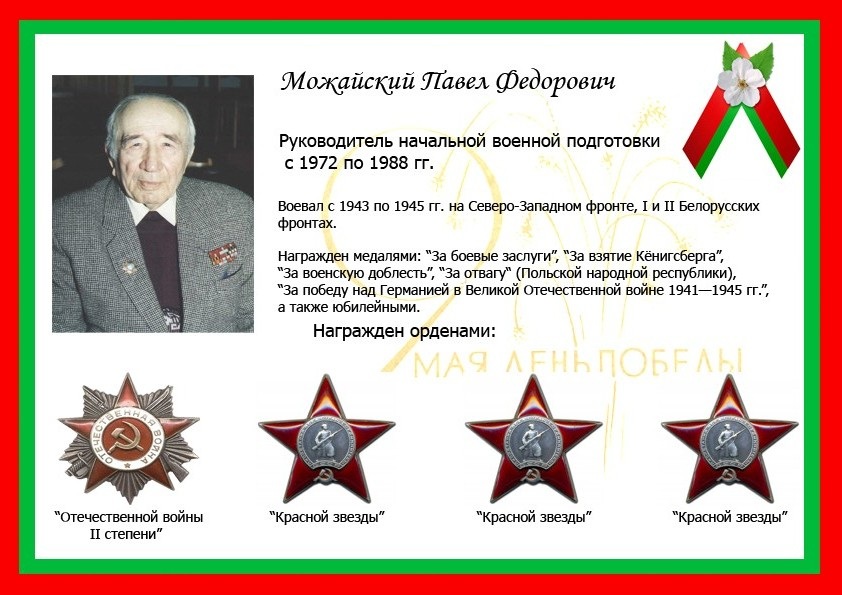 Можайский Павел Федорович
Руководитель начальной военной подготовки
с 1972 по 1988 гг.
Воевал с 1943 по 1945 гг. на Северо-Западном фронте, I и II Белорусских
фронтах.
Награжден медалями: “За боевые заслуги”, “За взятие Кёнигсберга”,
“За военскую доблесть”, “За отвагу“ (Польской народной республики),
“За победу над Германией в Великой Отечественной войне 1941—1945 гг.”,
а также юбилейными.
Награжден орденами:
9
МАЯ ДЕНЬ ПОБЕДЫ
ОТЕЧЕСТВЕННАЯ ВОЙНА
“Отечественной войны
II степени”
“Красной звезды”
“Красной звезды”
“Красной звезды”